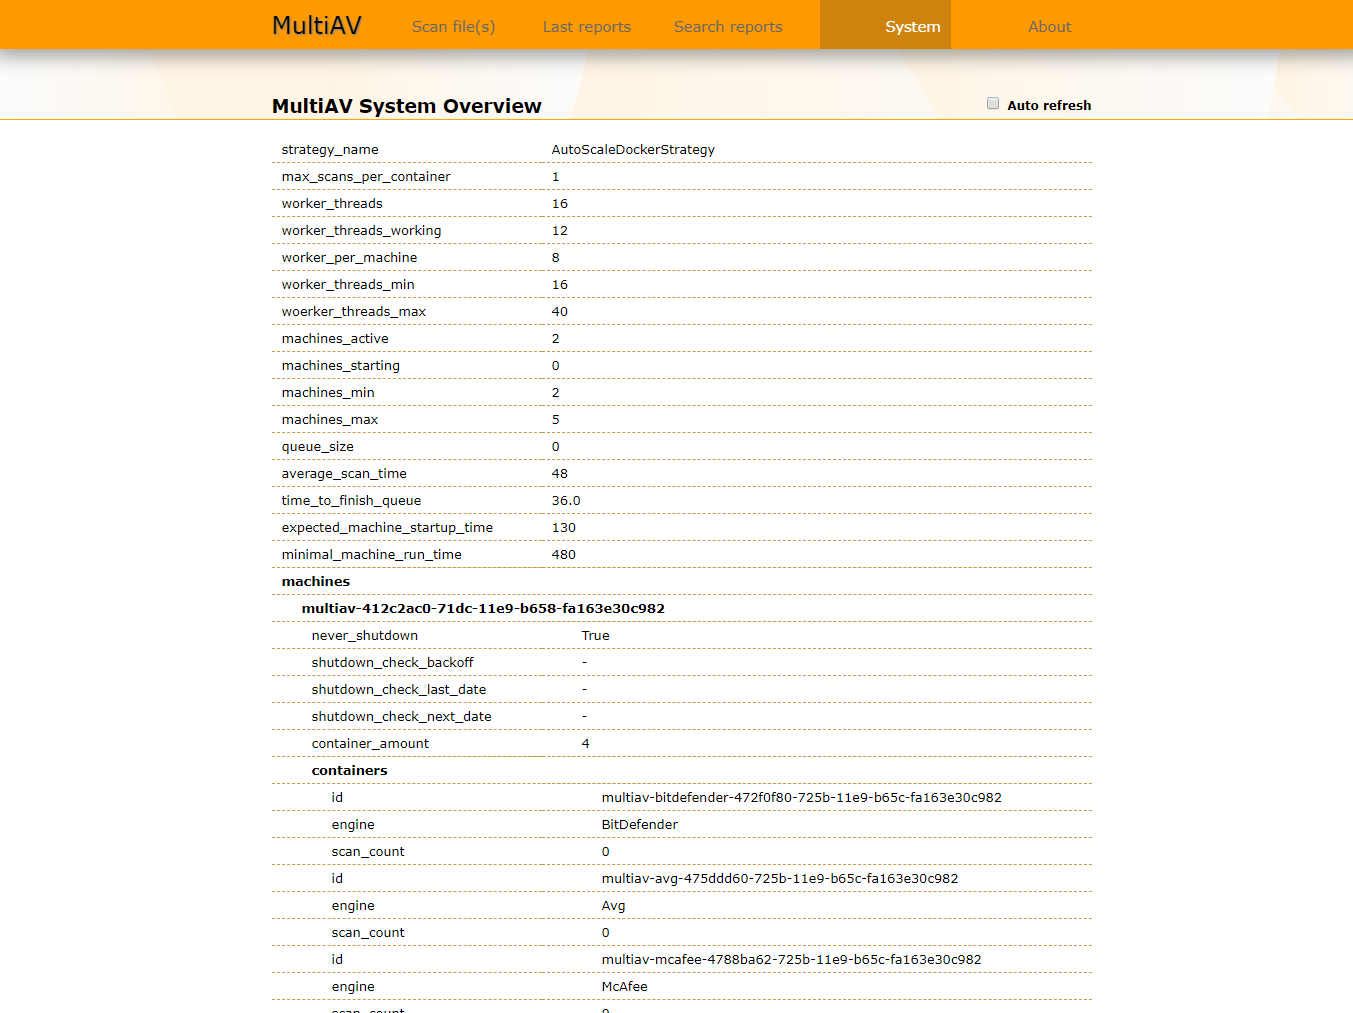 MultiAV Scan file(s) Last reports Search reports System About
MultiAV System Overview Auto refresh
strategy_name AutoScaleDockerStrategy
max_scans_per_container 1
worker_threads 16
worker_threads_working 12
worker_per_machine 8
worker_threads_min 16
woerker_threads_max 40
machines_active 2
machines_starting 0
machines_min 2
machines_max 5
queue_size 0
average_scan_time 48
time_to_finish_queue 36.0
expected_machine_startup_time 130
minimal_machine_run_time 480
machines
multiav-412c2ac0-71dc-11e9-b658-fa163e30c982
never_shutdown True
shutdown_check_backoff -
shutdown_check_last_date -
shutdown_check_next_date -
container_amount 4
containers
id multiav-bitdefender-472f0f80-725b-11e9-b65c-fa163e30c982
engine BitDefender
scan_count 0
id multiav-avg-475ddd60-725b-11e9-b65c-fa163e30c982
engine Avg
scan_count 0
id multiav-mcafee-4788ba62-725b-11e9-b65c-fa163e30c982
engine McAfee
scan_count 0